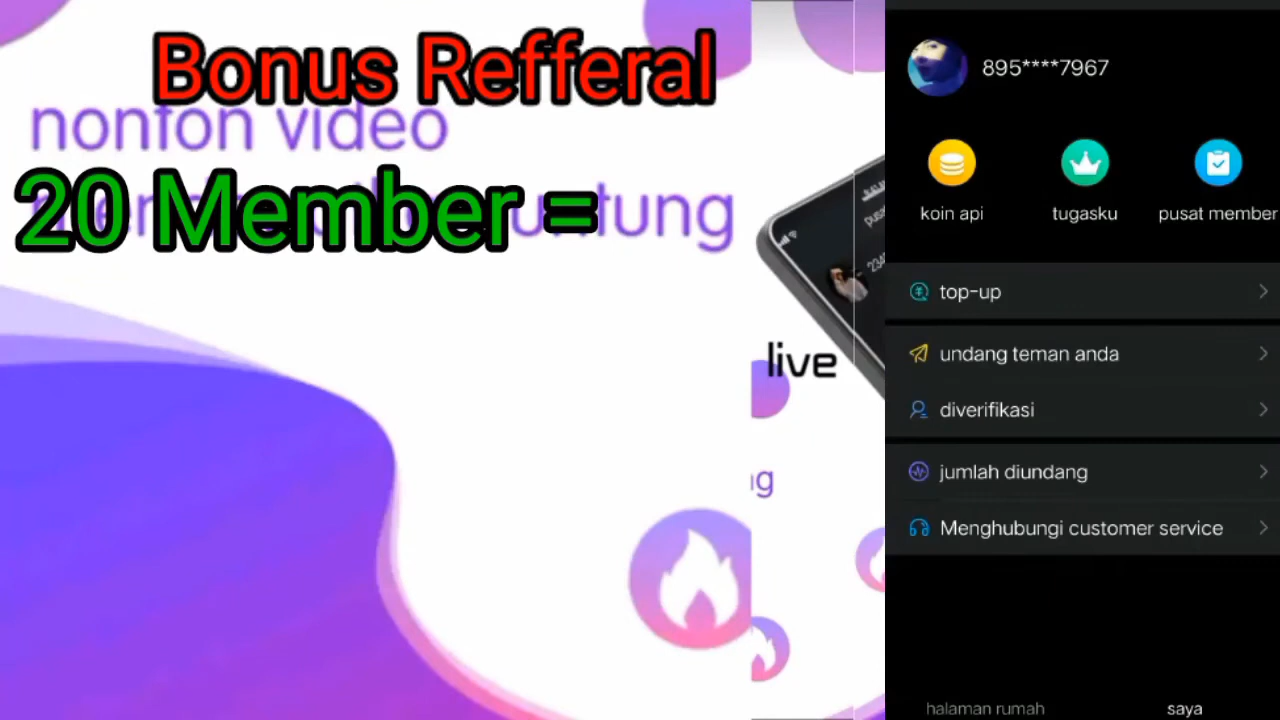 Bonus Refferal
nonton video
20 Member =
untung
live
895****7967
koin api
tugasku
pusat member
top-up
undang teman anda
diverifikasi
jumlah diundang
Menghubungi customer service
halaman rumah
saya